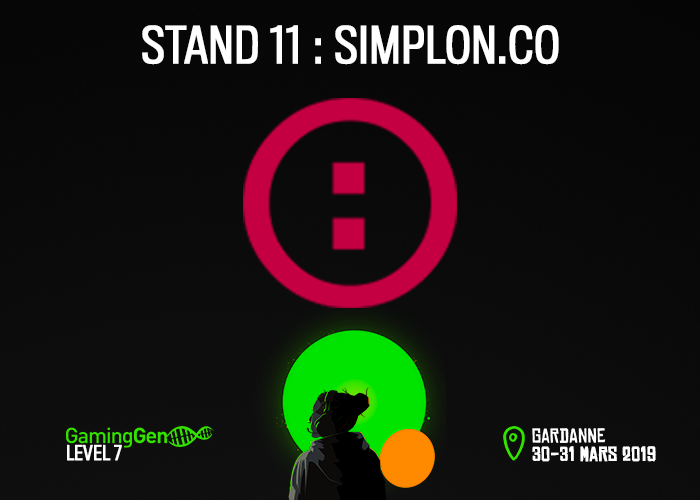 STAND 11 : SIMPLON.CO
GamingGen
LEVEL 7
GARDANNE
30-31 MARS 2019